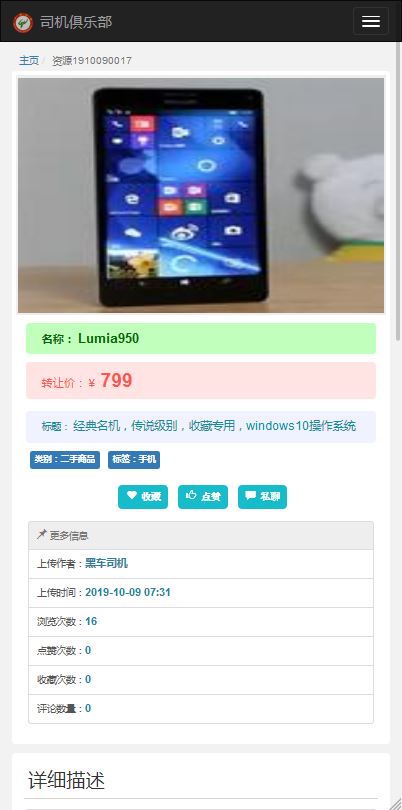 司机俱乐部
主页 / 资源1910090017
名称： Lumia950
转让价：￥ 799
标题： 经典名机，传说级别，收藏专用，windows10操作系统
类别：二手商品 标签：手机
收藏 点赞 私聊
更多信息
上传作者：黑车司机
上传时间：2019-10-09 07:31
浏览次数：16
点赞次数：0
收藏次数：0
评论数量：0
详细描述